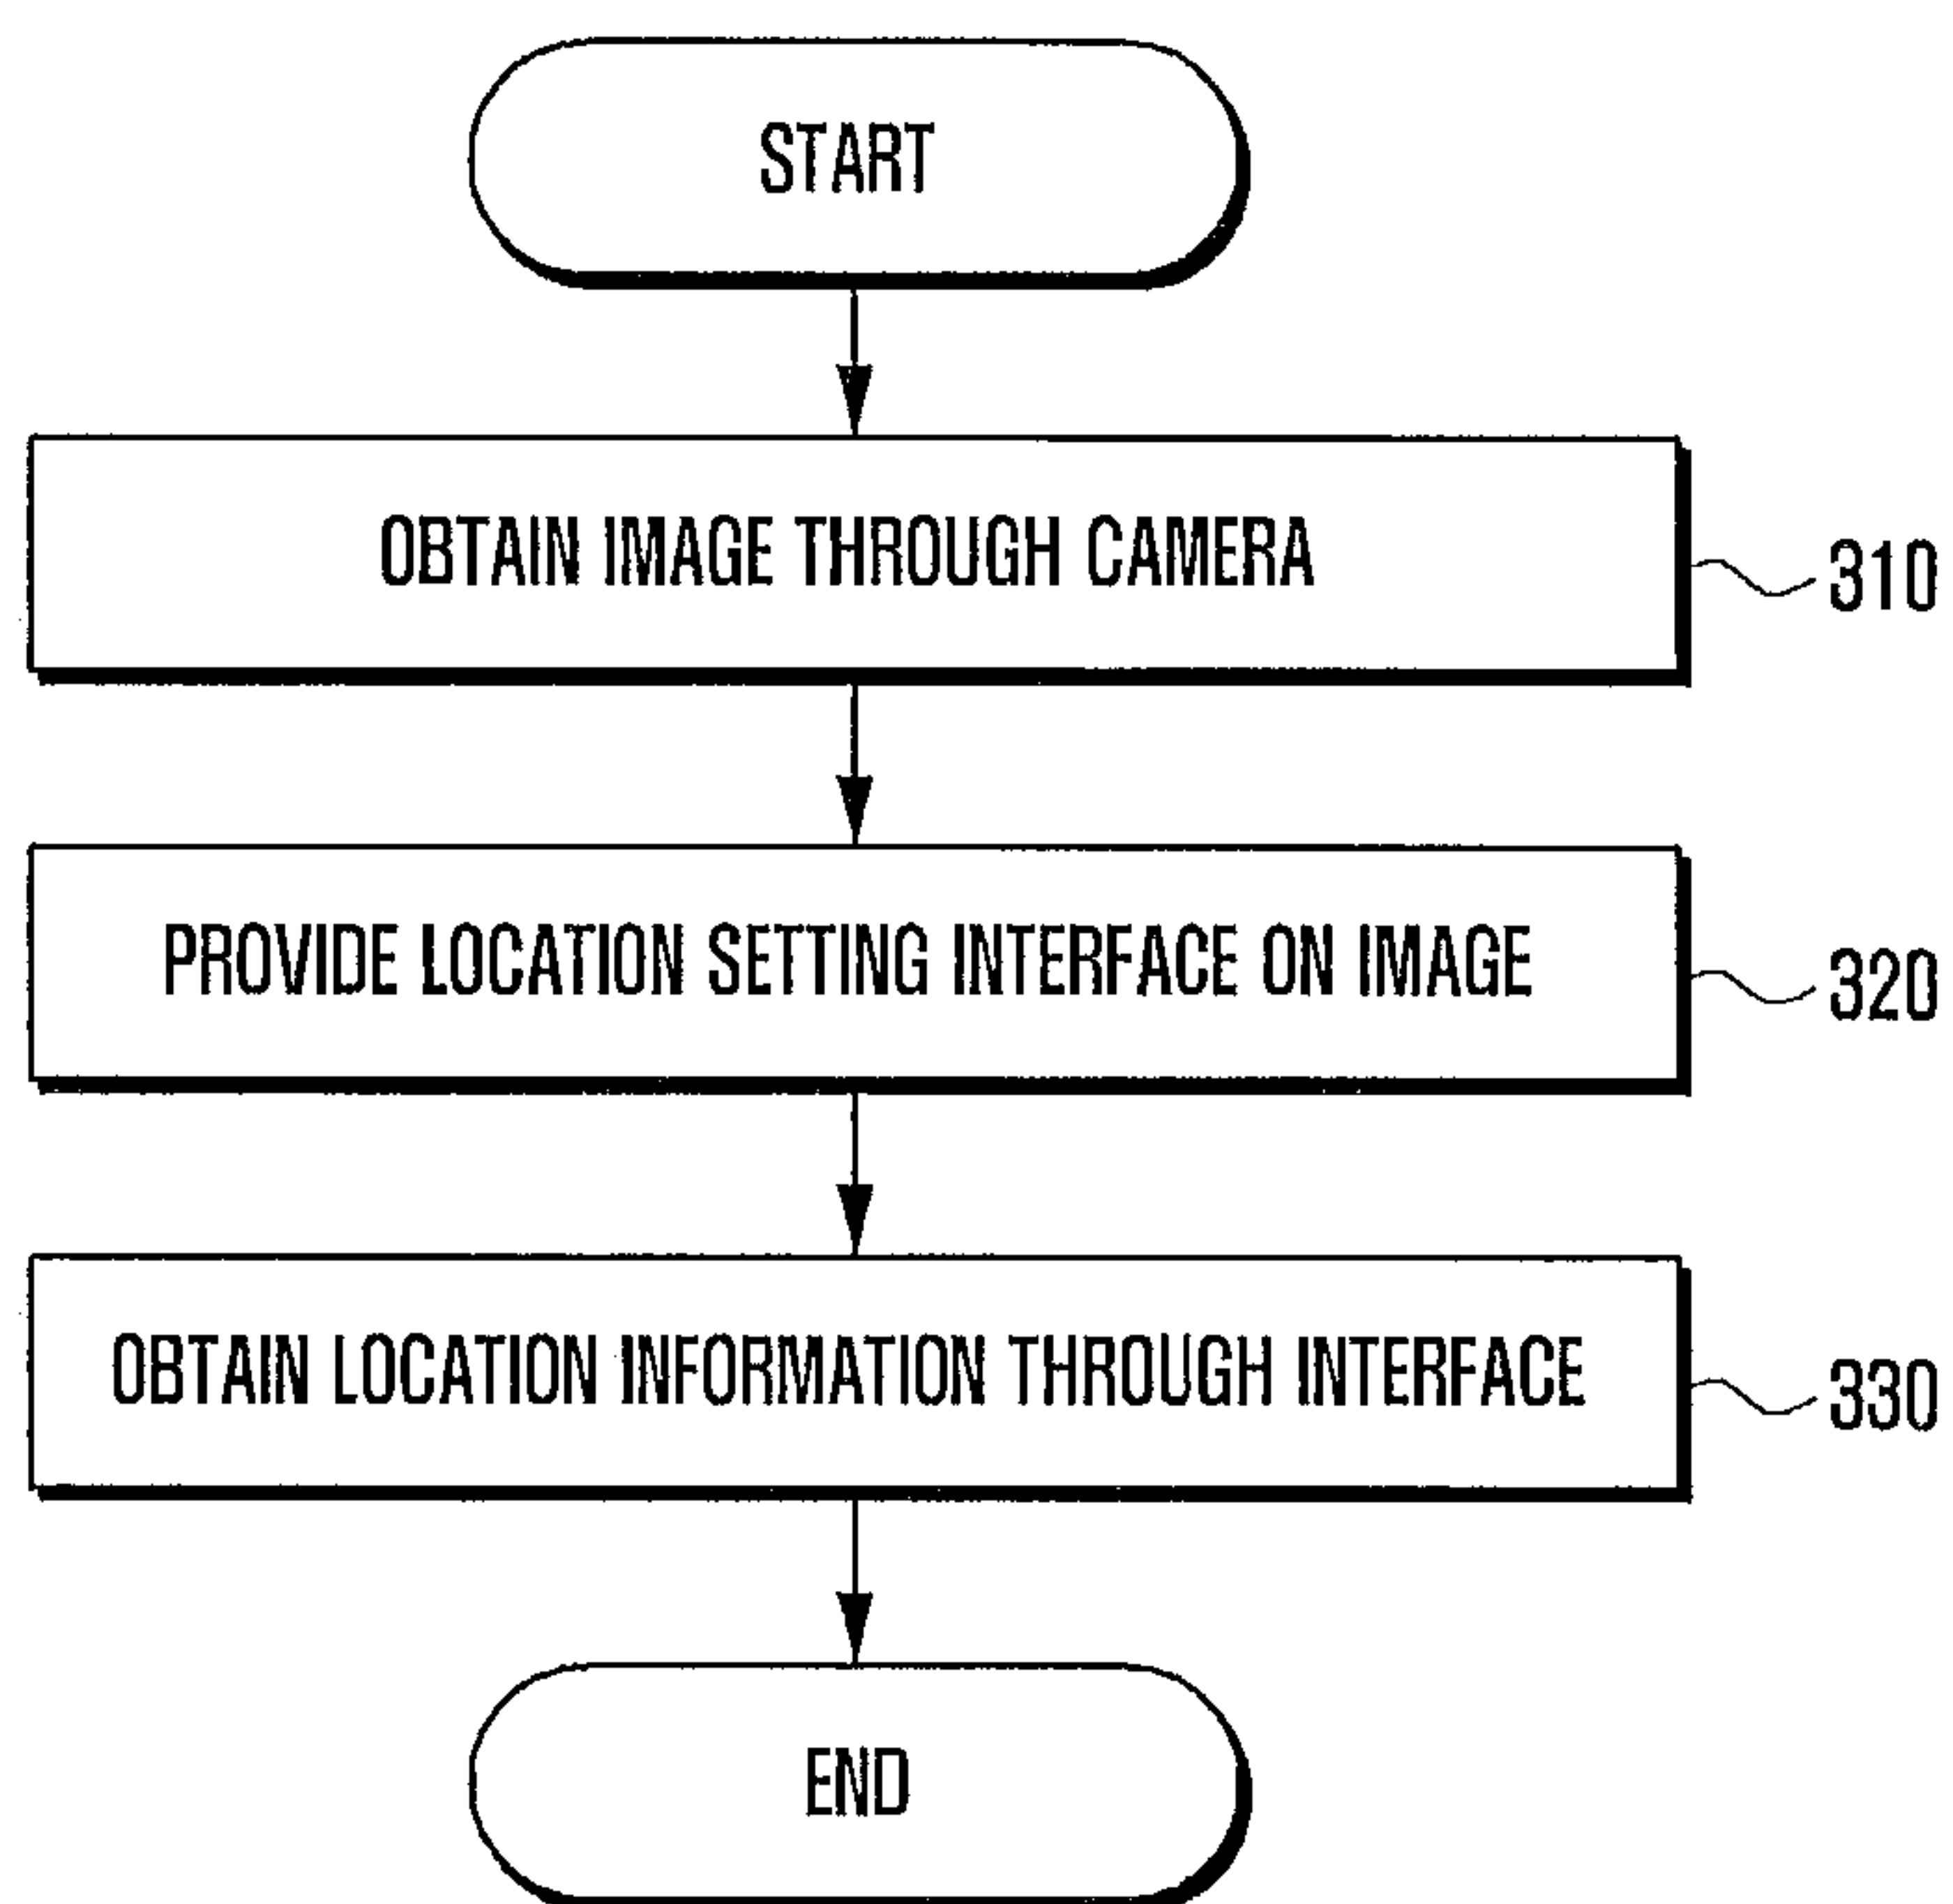 START
OBTAIN IMAGE THROUGH CAMERA
310
PROVIDE LOCATION SETTING INTERFACE ON IMAGE
320
OBTAIN LOCATION INFORMATION THROUGH INTERFACE
330
END